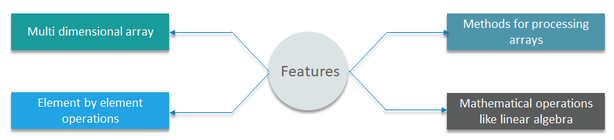 Multi dimensional array
Methods for processing
arrays
Features
Element by element
operations
Mathematical operations
like linear algebra